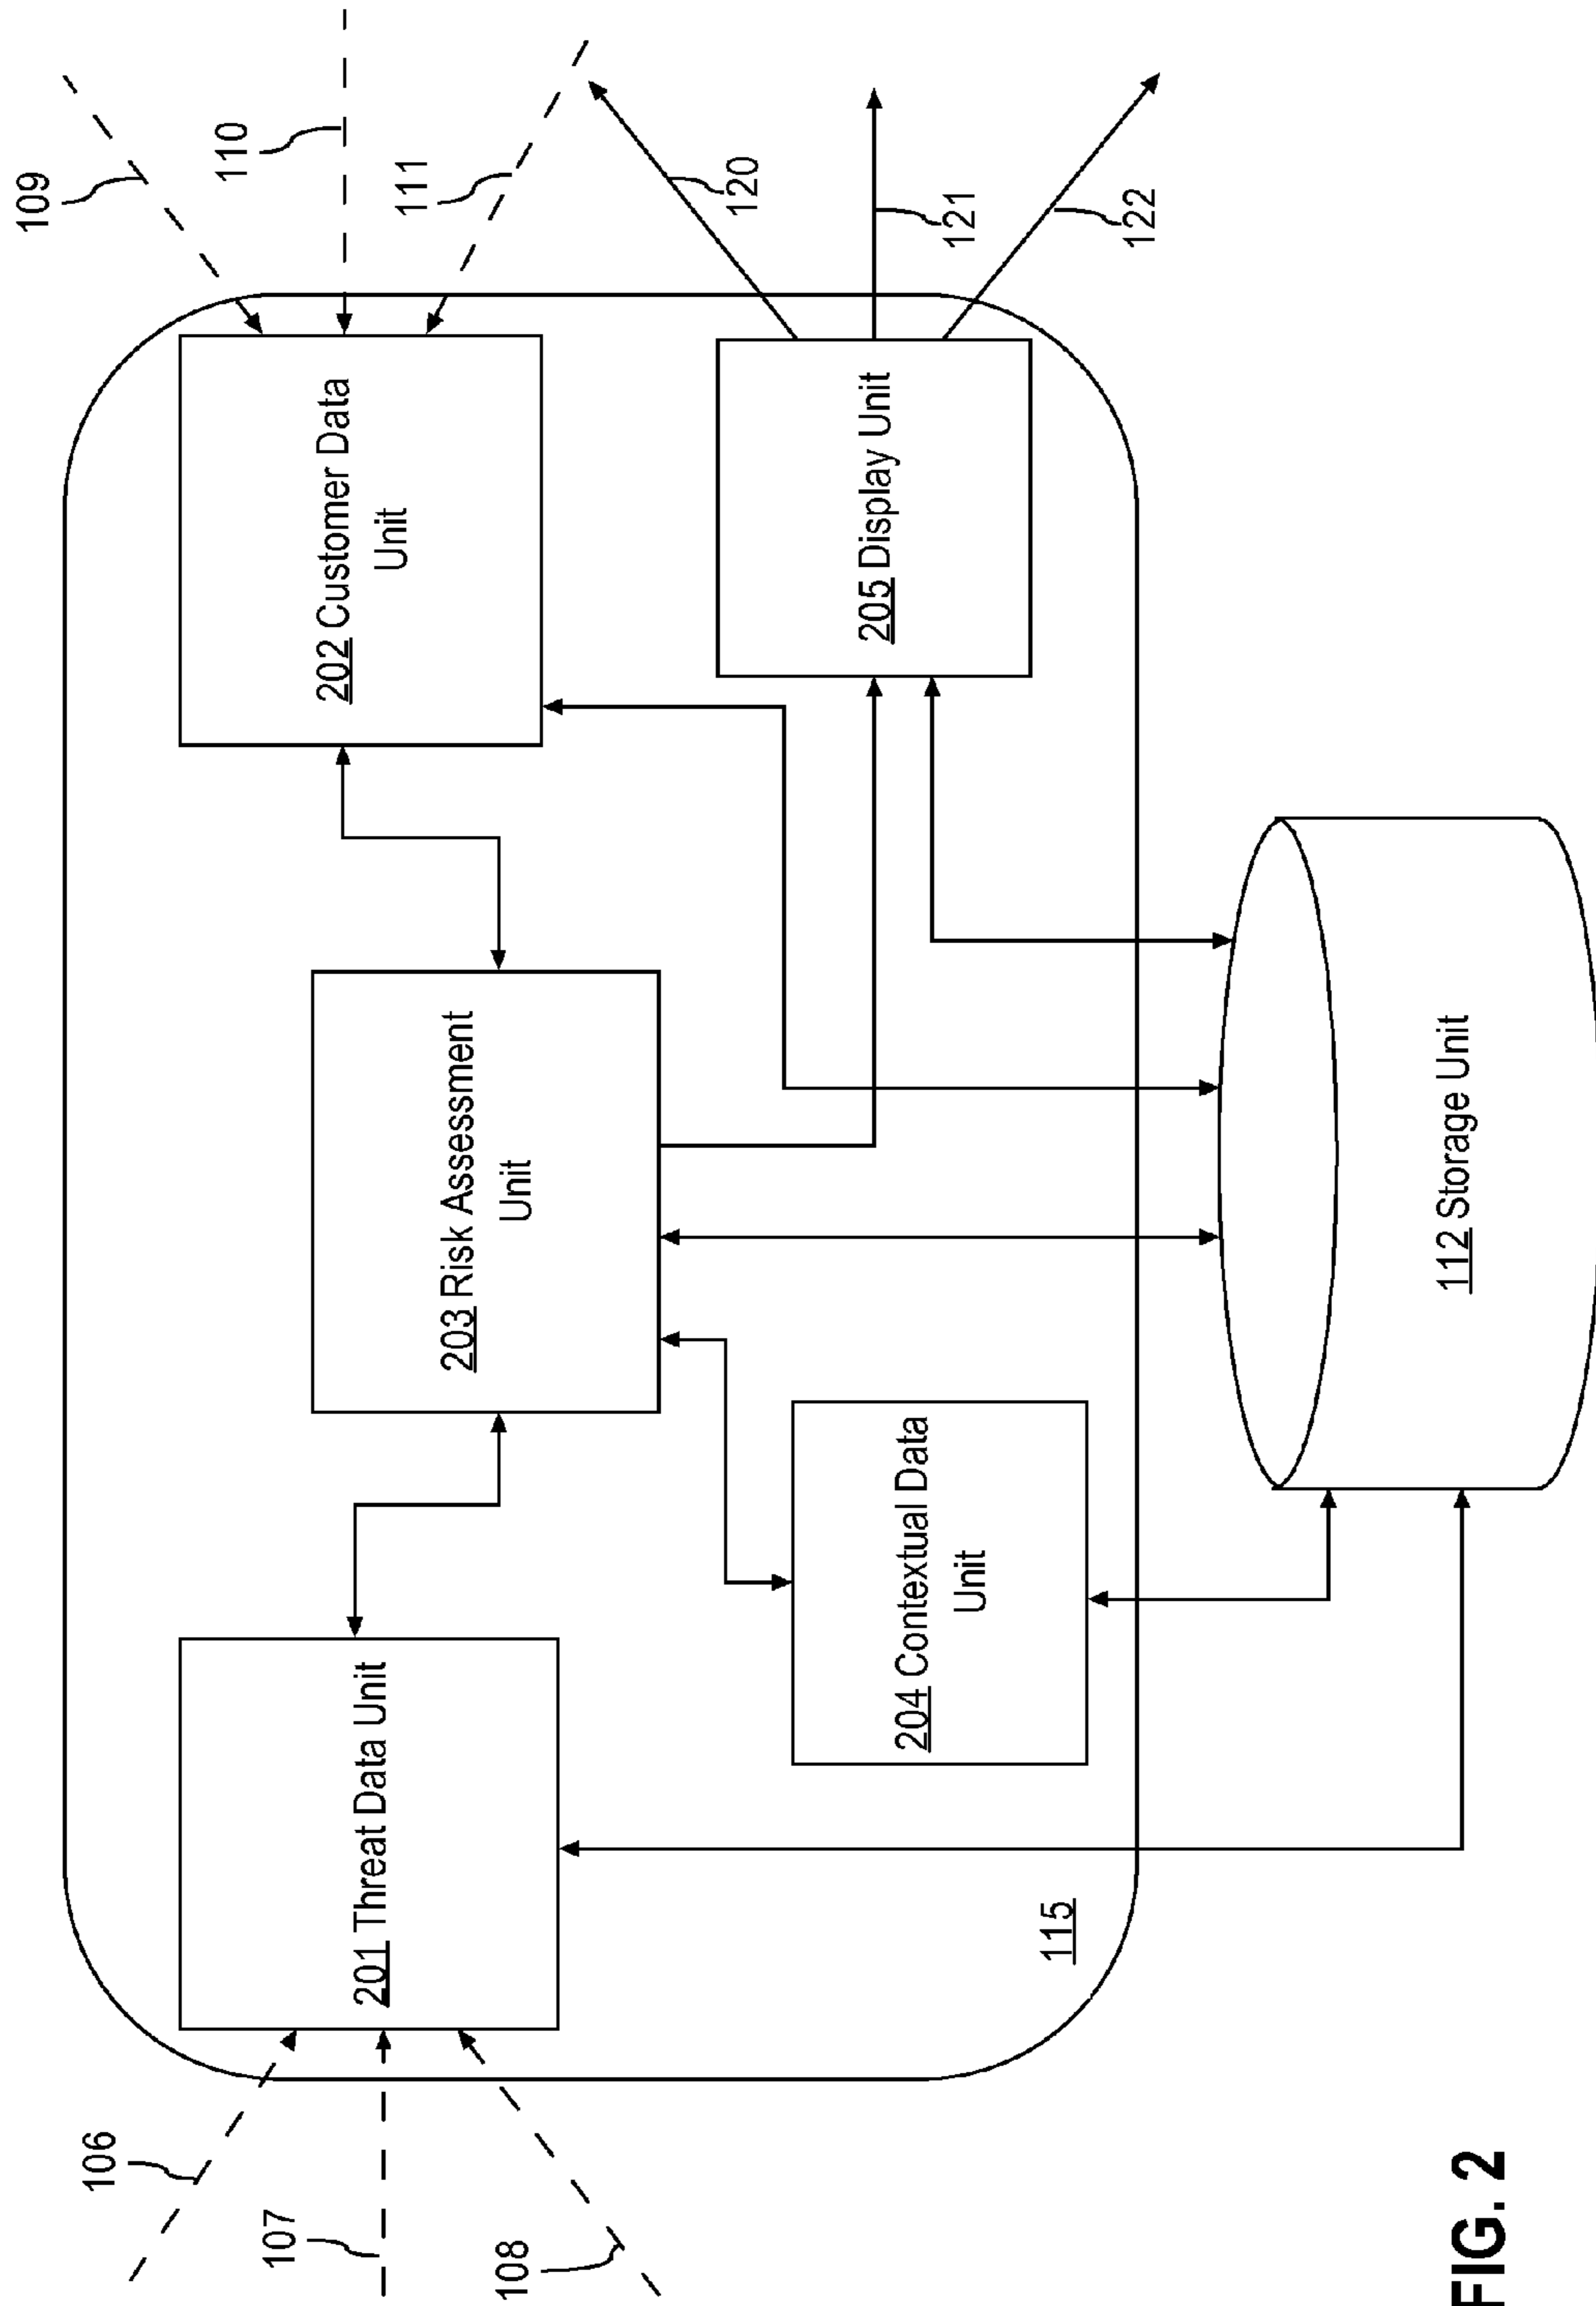 106
107
108
201 Threat Data Unit
203 Risk Assessment
Unit
202 Customer Data
Unit
109
110
111
204 Contextual Data
Unit
205 Display Unit
120
121
122
115
112 Storage Unit
FIG. 2